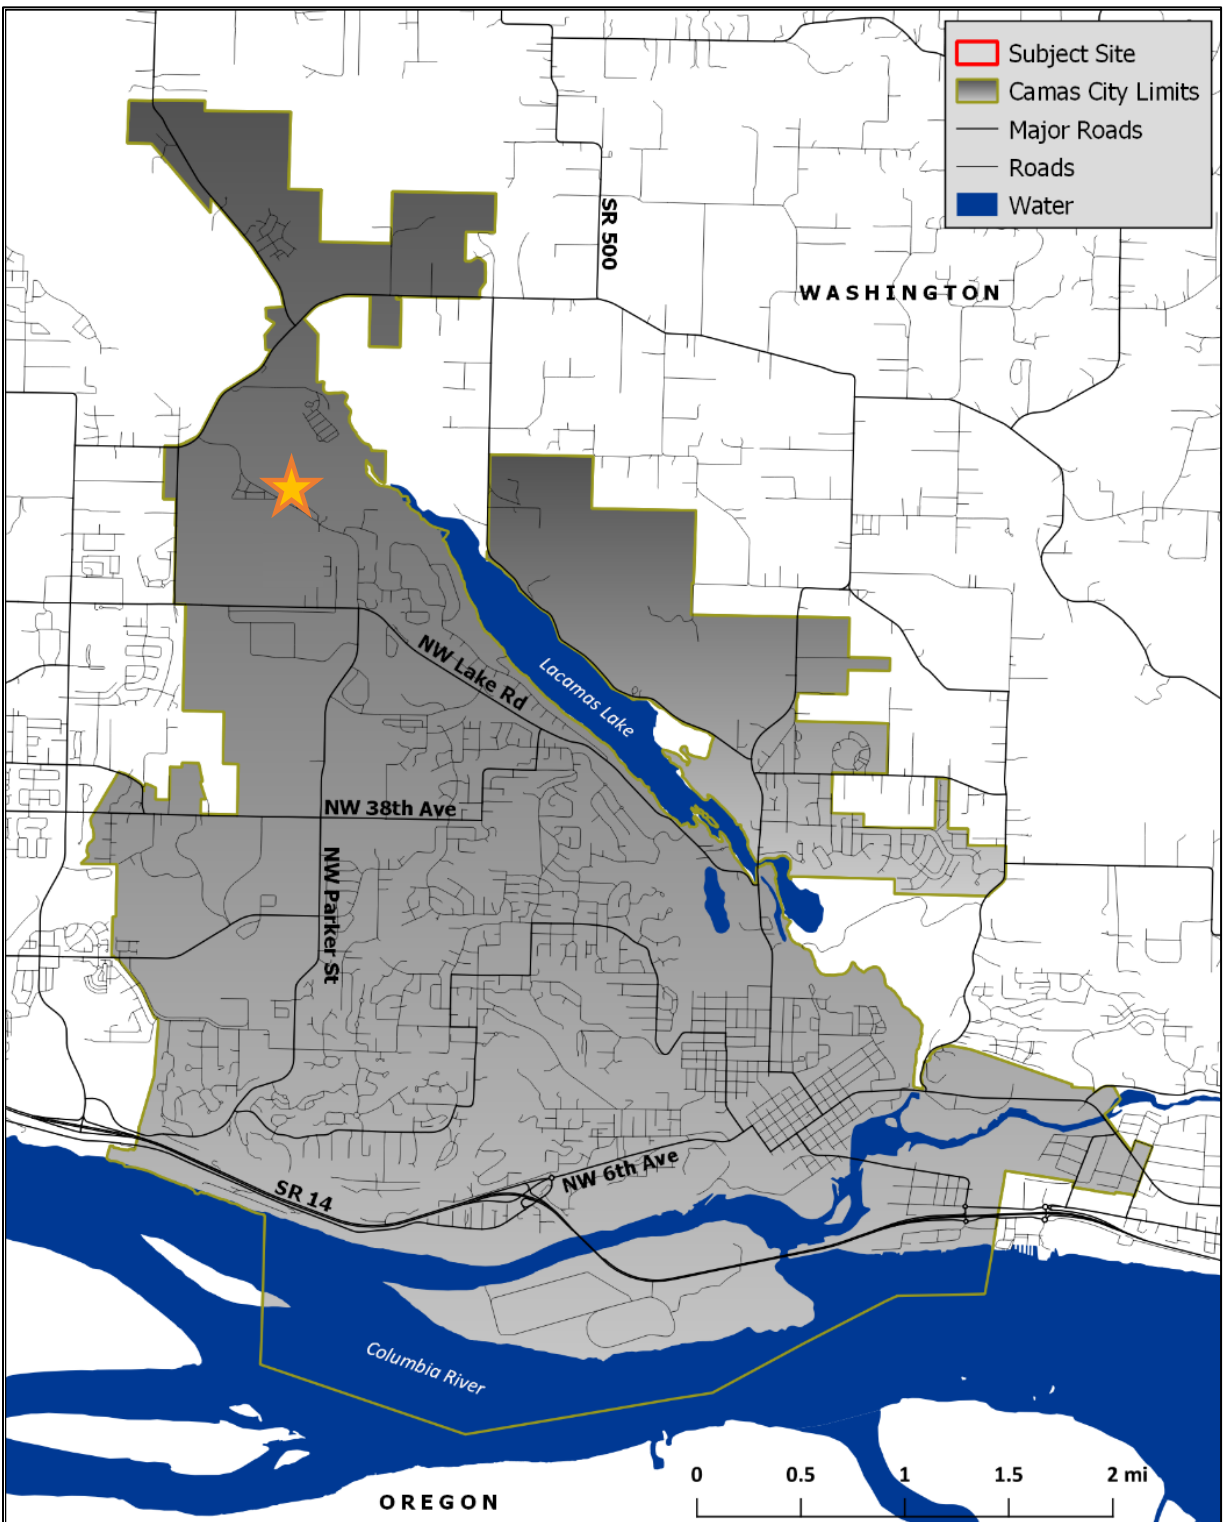 Subject Site
Camas City Limits
Major Roads
Roads
Water
SR 500
WASHINGTON
NW Lake Rd
Lacamas Lake
NW 38th Ave
NW Parker St
NW 6th Ave
SR 14
Columbia River
0 0.5 1 1.5 2 mi
OREGON